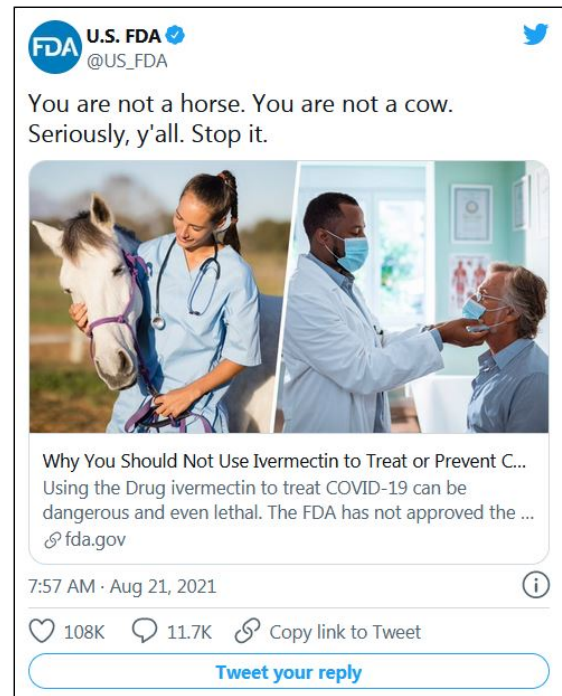 FDA
U.S. FDA
@US_FDA
You are not a horse. You are not a cow.
Seriously, y'all. Stop it.
Why You Should Not Use Ivermectin to Treat or Prevent C...
Using the Drug ivermectin to treat COVID-19 can be
dangerous and even lethal. The FDA has not approved the ...
fda.gov
7:57 AM · Aug 21, 2021
108K 11.7K Copy link to Tweet
Tweet your reply